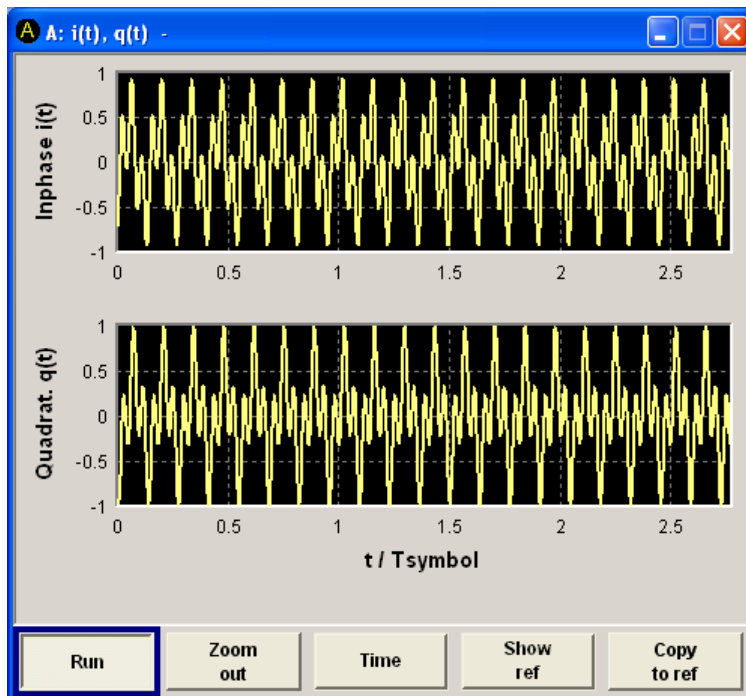 A A: i(t), q(t) -
Inphase i(t)
1
0.5
0
-0.5
-1
0 0.5 1 1.5 2 2.5
Quadrat. q(t)
1
0.5
0
-0.5
-1
0 0.5 1 1.5 2 2.5
t / Tsymbol
Run
Zoom
out
Time
Show
ref
Copy
to ref